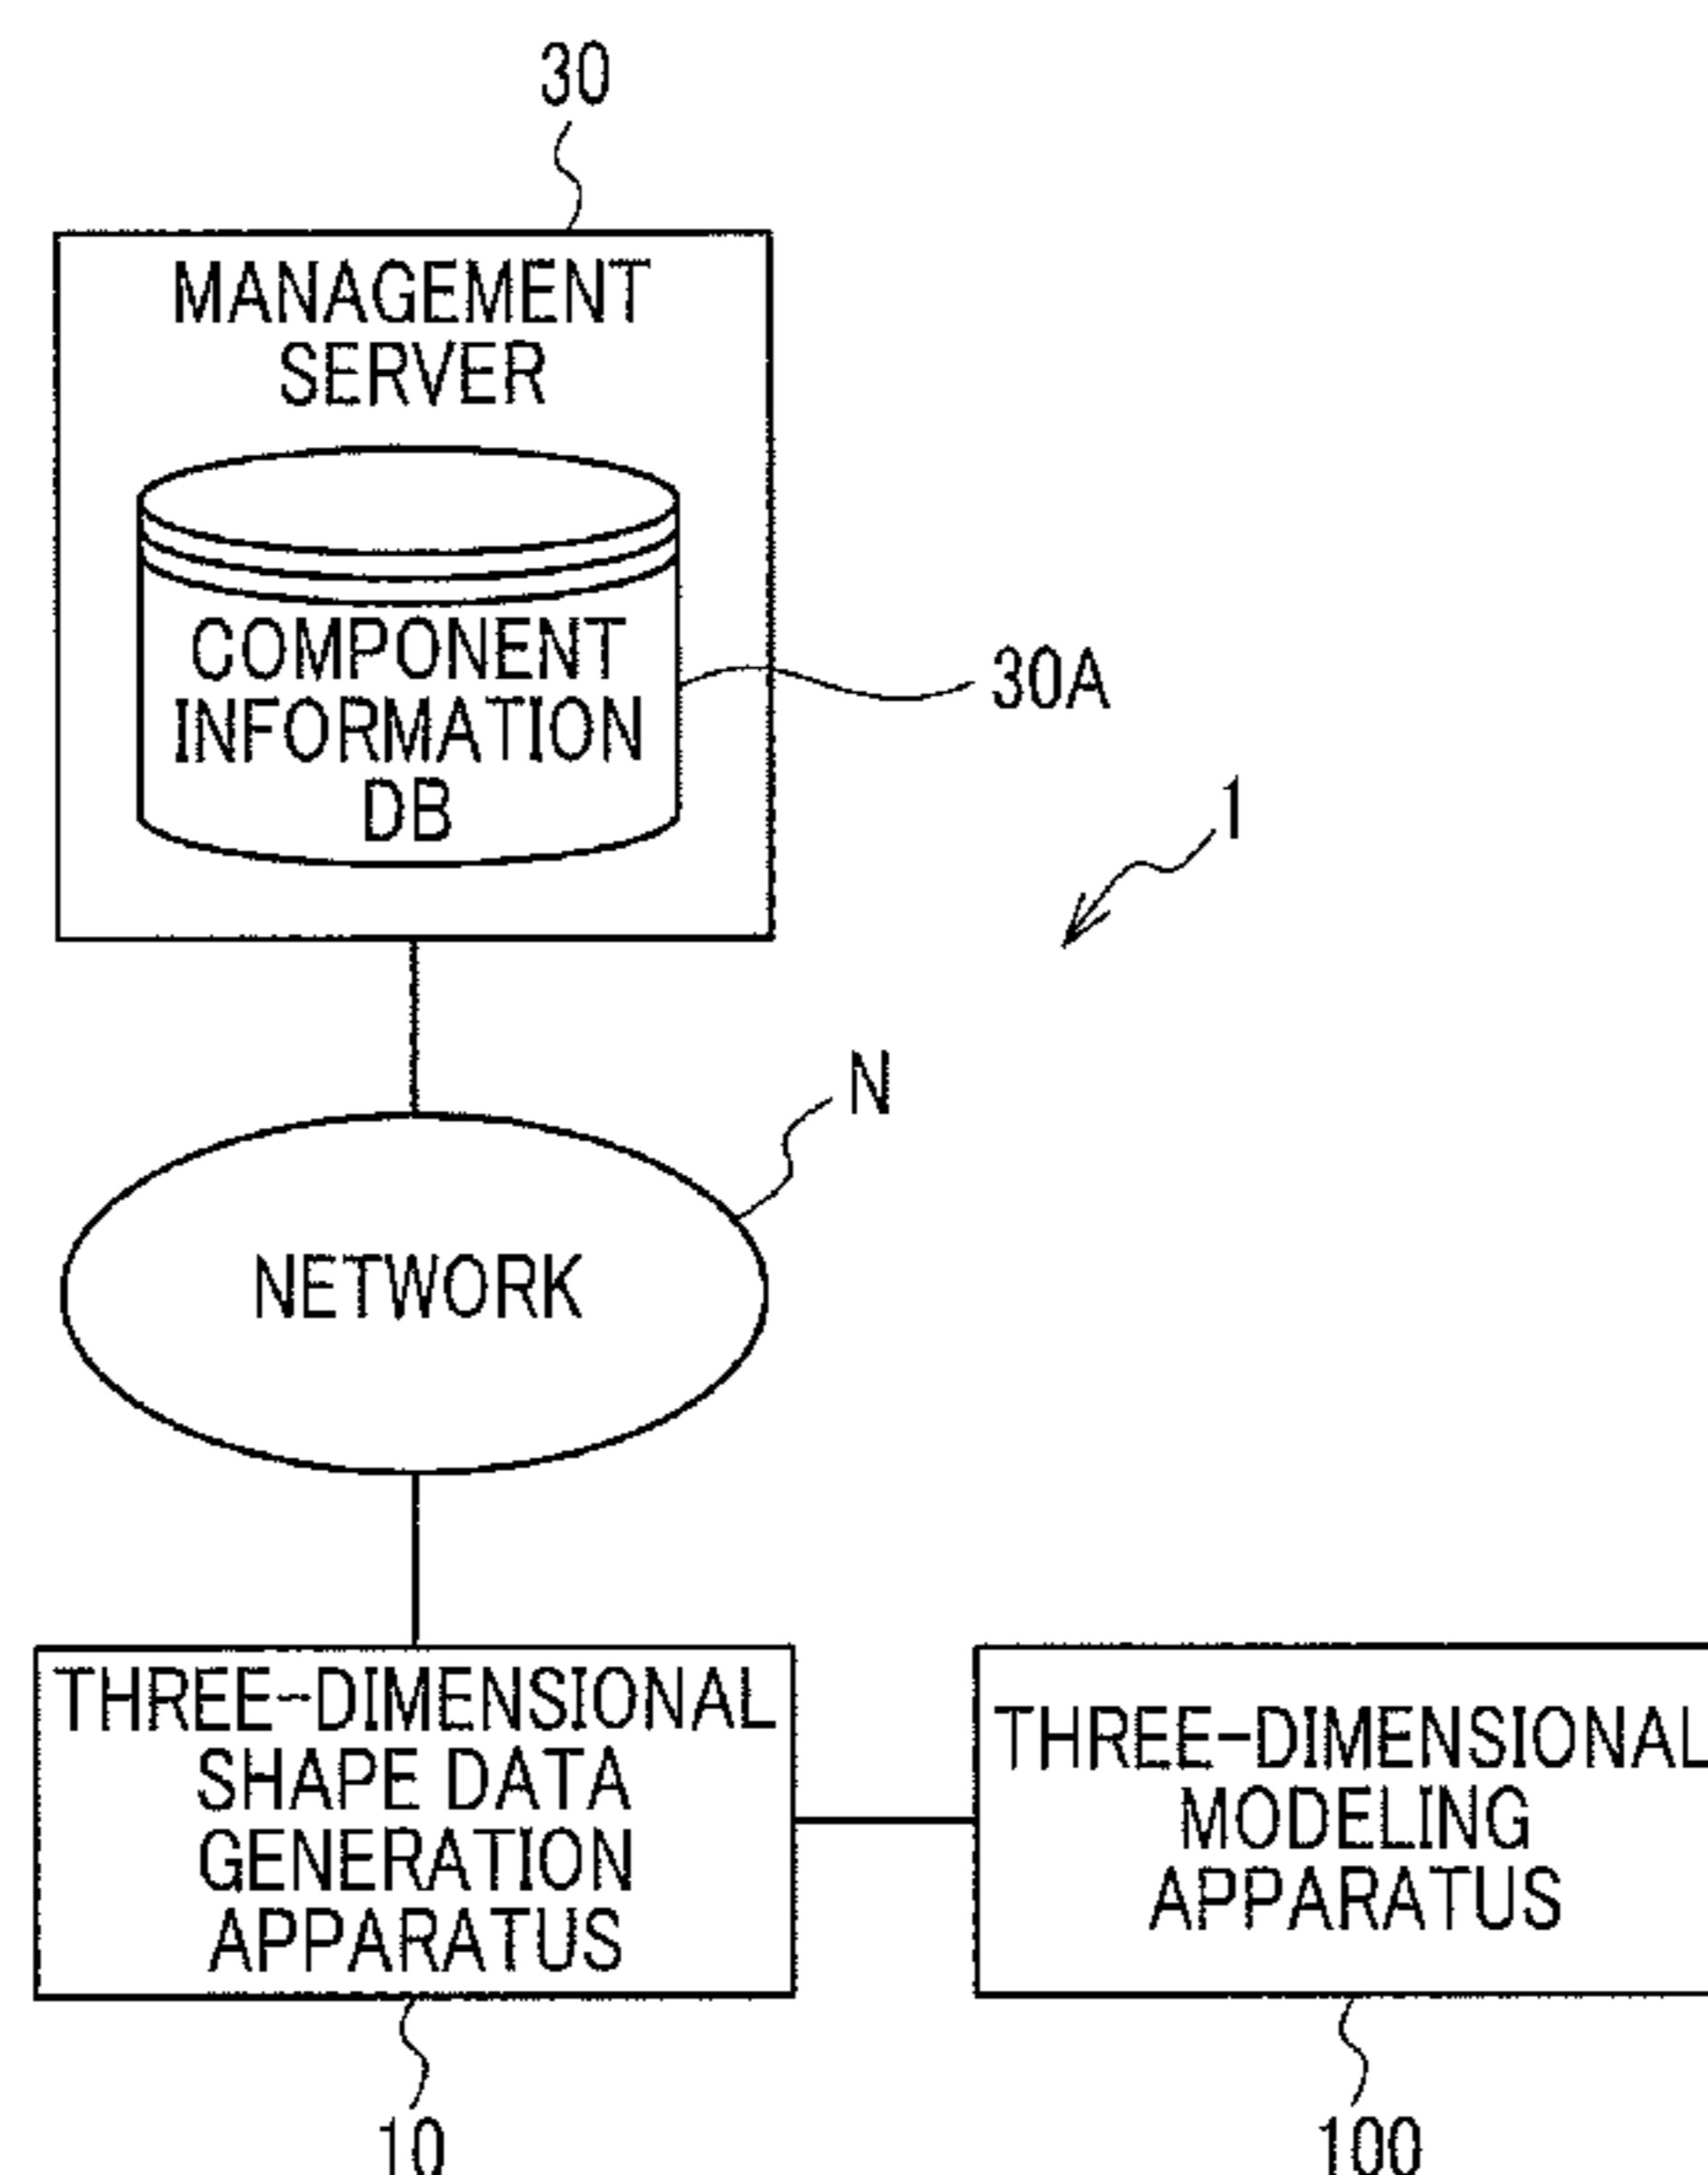 30
MANAGEMENT
SERVER
COMPONENT
INFORMATION
DB
30A
1
N
NETWORK
THREE-DIMENSIONAL
SHAPE DATA
GENERATION
APPARATUS
THREE-DIMENSIONAL
MODELING
APPARATUS
10
100